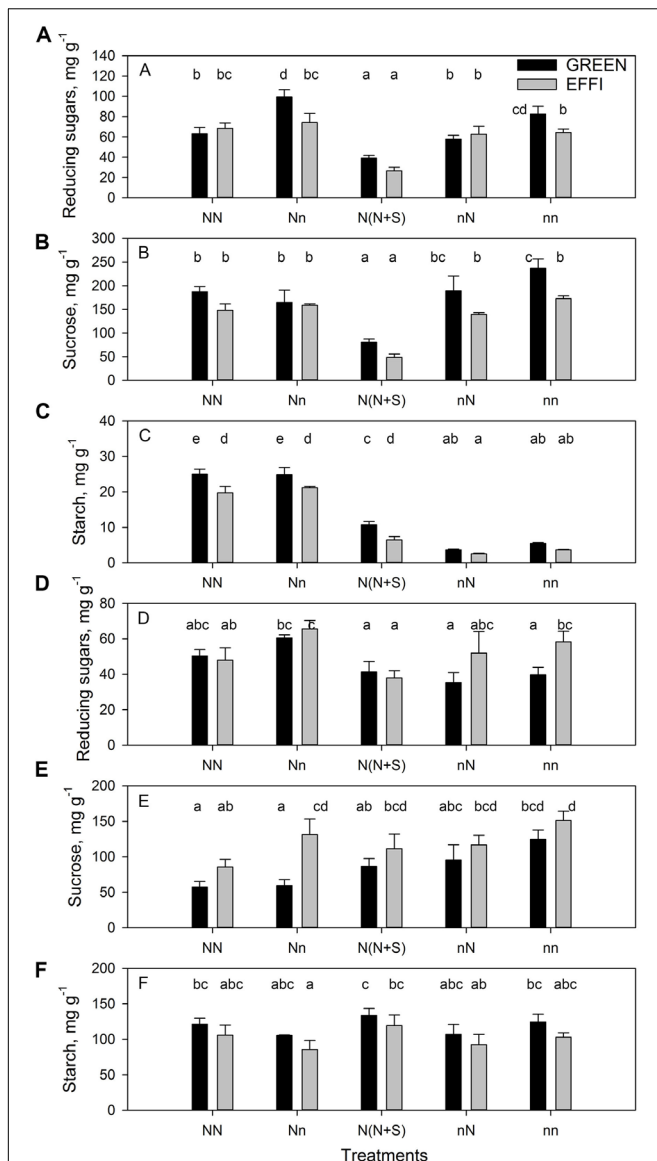 A
Reducing sugars, mg g⁻¹
140
120
100
80
60
40
20
0
A
b bc d bc a a b b cd b
GREEN
EFFI
NN Nn N(N+S) nN nn
B
Sucrose, mg g⁻¹
300
250
200
150
100
50
0
B
b b b b a a bc b c b
NN Nn N(N+S) nN nn
C
Starch, mg g⁻¹
40
30
20
10
0
C
e d e d c d ab a ab ab
NN Nn N(N+S) nN nn
D
Reducing sugars, mg g⁻¹
80
60
40
20
0
D
abc ab bc c a a a abc a bc
NN Nn N(N+S) nN nn
E
Sucrose, mg g⁻¹
200
150
100
50
0
E
a ab a cd ab bcd abc bcd bcd d
NN Nn N(N+S) nN nn
F
Starch, mg g⁻¹
200
150
100
50
0
F
bc abc abc a c bc abc ab bc abc
NN Nn N(N+S) nN nn
Treatments